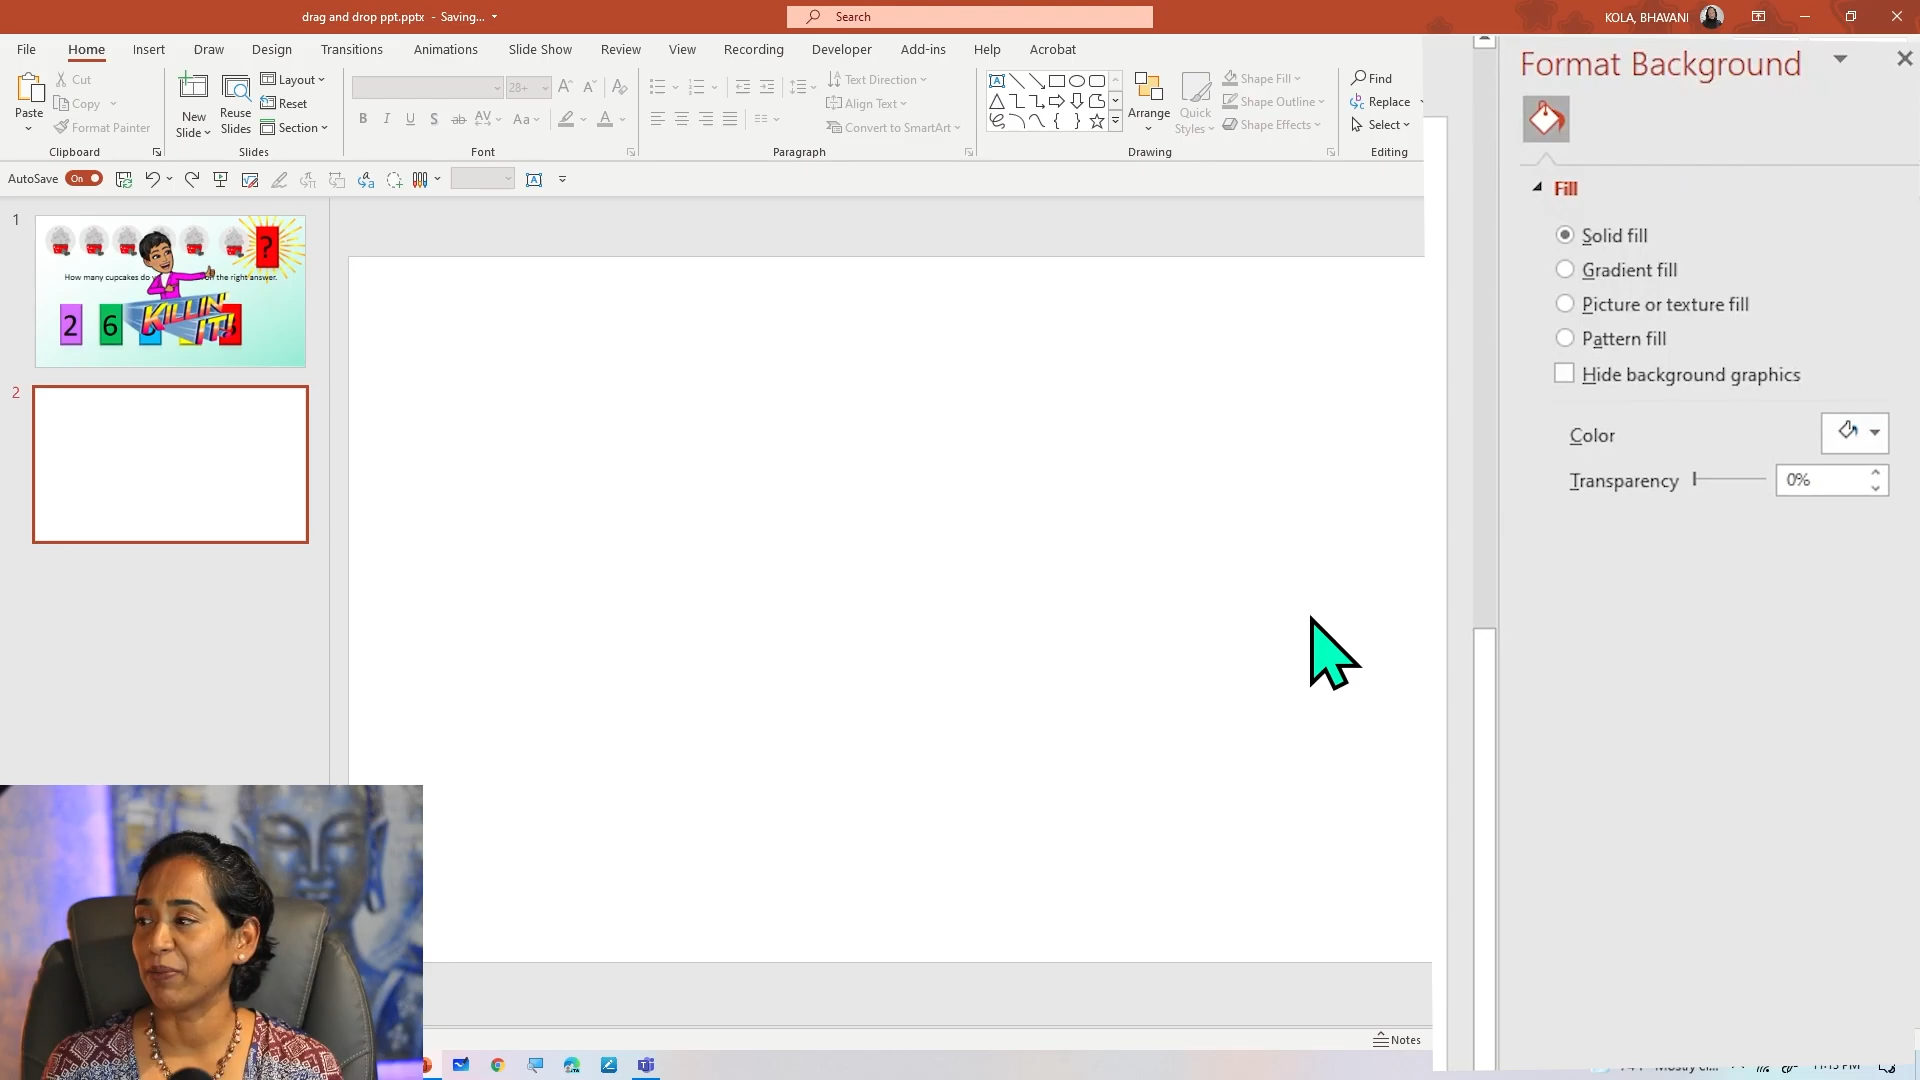 drag and drop ppt.pptx - Saving...
Search
KOLA, BHAVANI
File Home Insert Draw Design Transitions Animations Slide Show Review View Recording Developer Add-ins Help Acrobat
Paste
Cut
Copy
Format Painter
Clipboard
New Slide
Reuse Slides
Layout
Reset
Section
Slides
28+
Font
Text Direction
Align Text
Convert to SmartArt
Paragraph
Arrange
Quick Styles
Shape Fill
Shape Outline
Shape Effects
Drawing
Find
Replace
Select
Editing
AutoSave On
1
How many cupcakes do
the right answer.
?
2 6
KILLIN'
IT!
2
Format Background
Fill
Solid fill
Gradient fill
Picture or texture fill
Pattern fill
Hide background graphics
Color
Transparency 0%
Notes